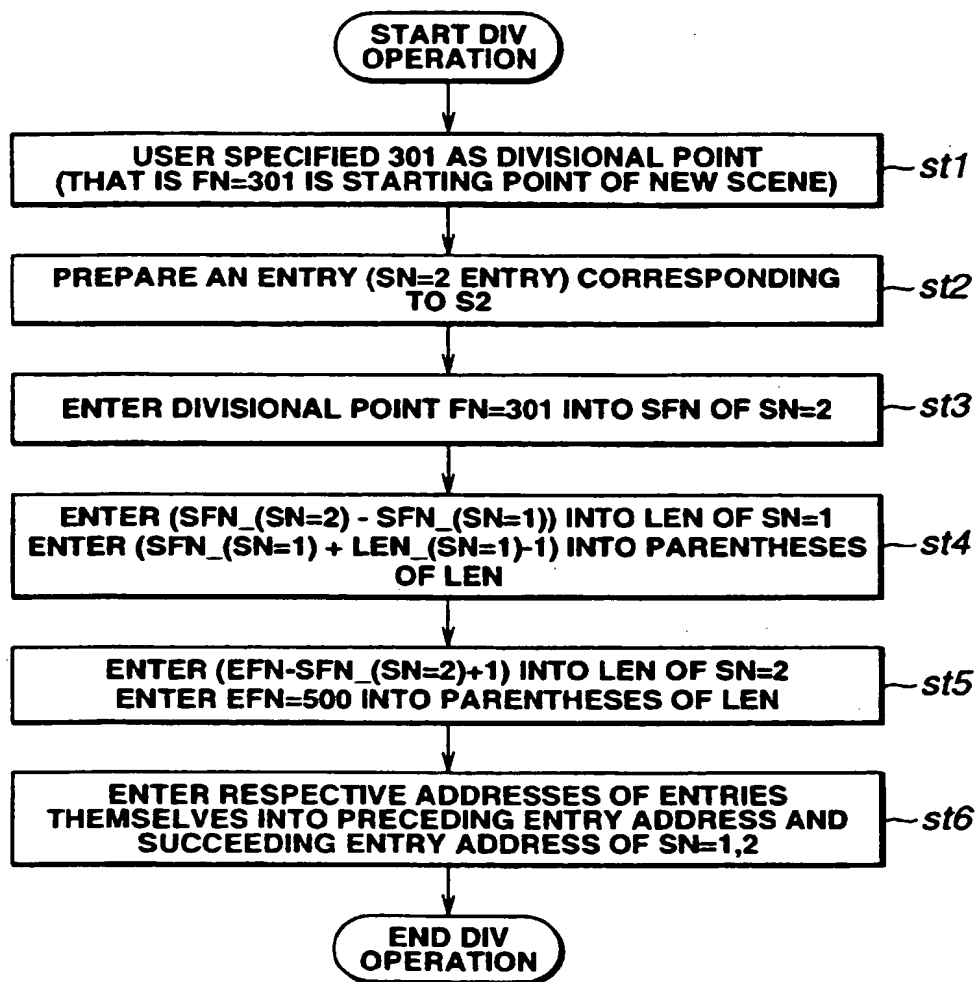 START DIV
OPERATION
USER SPECIFIED 301 AS DIVISIONAL POINT
(THAT IS FN=301 IS STARTING POINT OF NEW SCENE)
st1
PREPARE AN ENTRY (SN=2 ENTRY) CORRESPONDING
TO S2
st2
ENTER DIVISIONAL POINT FN=301 INTO SFN OF SN=2
st3
ENTER (SFN_(SN=2) - SFN_(SN=1)) INTO LEN OF SN=1
ENTER (SFN_(SN=1) + LEN_(SN=1)-1) INTO PARENTHESES
OF LEN
st4
ENTER (EFN-SFN_(SN=2)+1) INTO LEN OF SN=2
ENTER EFN=500 INTO PARENTHESES OF LEN
st5
ENTER RESPECTIVE ADDRESSES OF ENTRIES
THEMSELVES INTO PRECEDING ENTRY ADDRESS AND
SUCCEEDING ENTRY ADDRESS OF SN=1,2
st6
END DIV
OPERATION